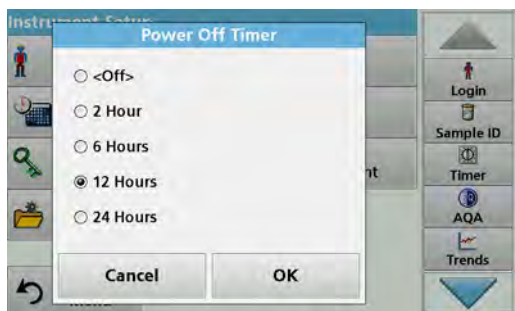 Power Off Timer
<Off>
2 Hour
6 Hours
12 Hours
24 Hours
Cancel
OK
Login
Sample ID
Timer
AQA
Trends